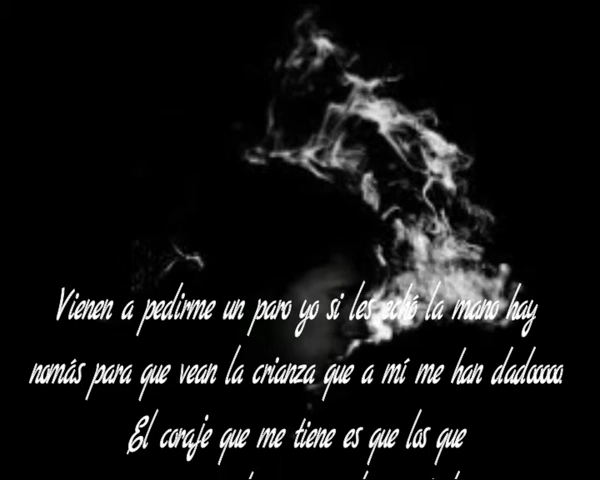 Vienen a pedirme un paro yo si les echó la mano hay
nomás para que vean la crianza que a mí me han dadooooo.
El coraje que me tiene es que los que